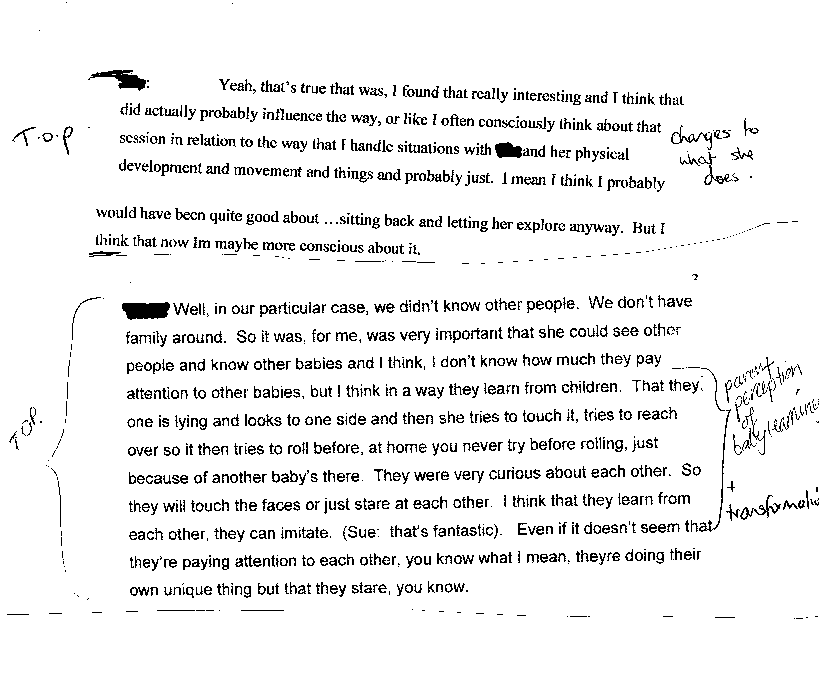 : Yeah, that's true that was, I found that really interesting and I think that
did actually probably influence the way, or like I often consciously think about that
T.O.P
session in relation to the way that I handle situations with and her physical
changes to
what she
does.
development and movement and things and probably just. I mean I think I probably
would have been quite good about …sitting back and letting her explore anyway. But I
think that now Im maybe more conscious about it.
?
Well, in our particular case, we didn't know other people. We don't have
family around. So it was, for me, was very important that she could see other
people and know other babies and I think, I don't know how much they pay
attention to other babies, but I think in a way they learn from children. That they
parent
perception
of
baby learning
TOP.
one is lying and looks to one side and then she tries to touch it, tries to reach
over so it then tries to roll before, at home you never try before rolling, just
because of another baby's there. They were very curious about each other. So
+
they will touch the faces or just stare at each other. I think that they learn from
each other, they can imitate. (Sue: that's fantastic). Even if it doesn't seem that
they're paying attention to each other, you know what I mean, theyre doing their
own unique thing but that they stare, you know.